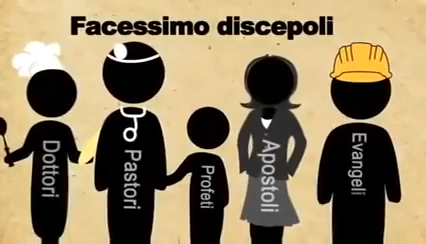 Facessimo discepoli
Dottori
Pastori
Profeti
Apostoli
Evangeli